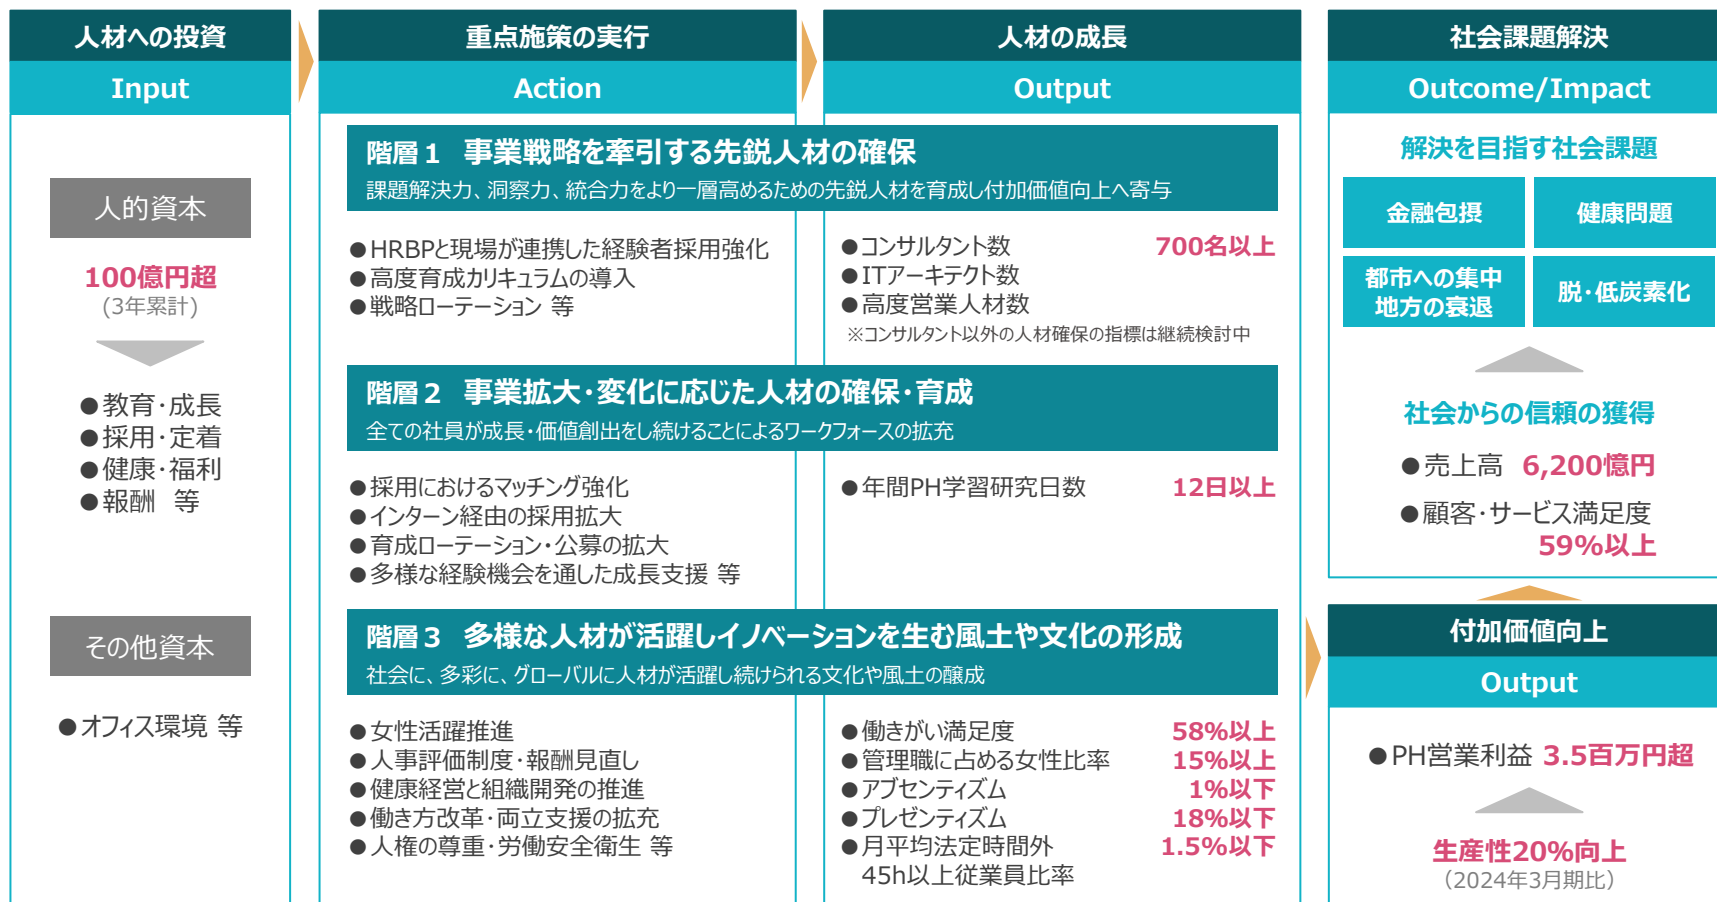 人材への投資
Input
人的資本
100億円超
(3年累計)
●教育・成長
●採用・定着
●健康・福利
●報酬 等
その他資本
●オフィス環境 等
重点施策の実行
Action
人材の成長
Output
階層1 事業戦略を牽引する先鋭人材の確保
課題解決力、洞察力、統合力をより一層高めるための先鋭人材を育成し付加価値向上へ寄与
●HRBPと現場が連携した経験者採用強化
●高度育成カリキュラムの導入
●戦略ローテーション 等
●コンサルタント数 700名以上
●ITアーキテクト数
●高度営業人材数
※コンサルタント以外の人材確保の指標は継続検討中
階層2 事業拡大・変化に応じた人材の確保・育成
全ての社員が成長・価値創出をし続けることによるワークフォースの拡充
●採用におけるマッチング強化
●インターン経由の採用拡大
●育成ローテーション・公募の拡大
●多様な経験機会を通した成長支援 等
●年間PH学習研究日数 12日以上
階層3 多様な人材が活躍しイノベーションを生む風土や文化の形成
社会に、多彩に、グローバルに人材が活躍し続けられる文化や風土の醸成
●女性活躍推進
●人事評価制度・報酬見直し
●健康経営と組織開発の推進
●働き方改革・両立支援の拡充
●人権の尊重・労働安全衛生 等
●働きがい満足度 58%以上
●管理職に占める女性比率 15%以上
●アブセンティズム 1%以下
●プレゼンティズム 18%以下
●月平均法定時間外 1.5%以下
45h以上従業員比率
社会課題解決
Outcome/Impact
解決を目指す社会課題
金融包摂
健康問題
都市への集中
地方の衰退
脱・低炭素化
社会からの信頼の獲得
●売上高 6,200憶円
●顧客・サービス満足度
59%以上
付加価値向上
Output
●PH営業利益 3.5百万円超
生産性20%向上
(2024年3月期比)